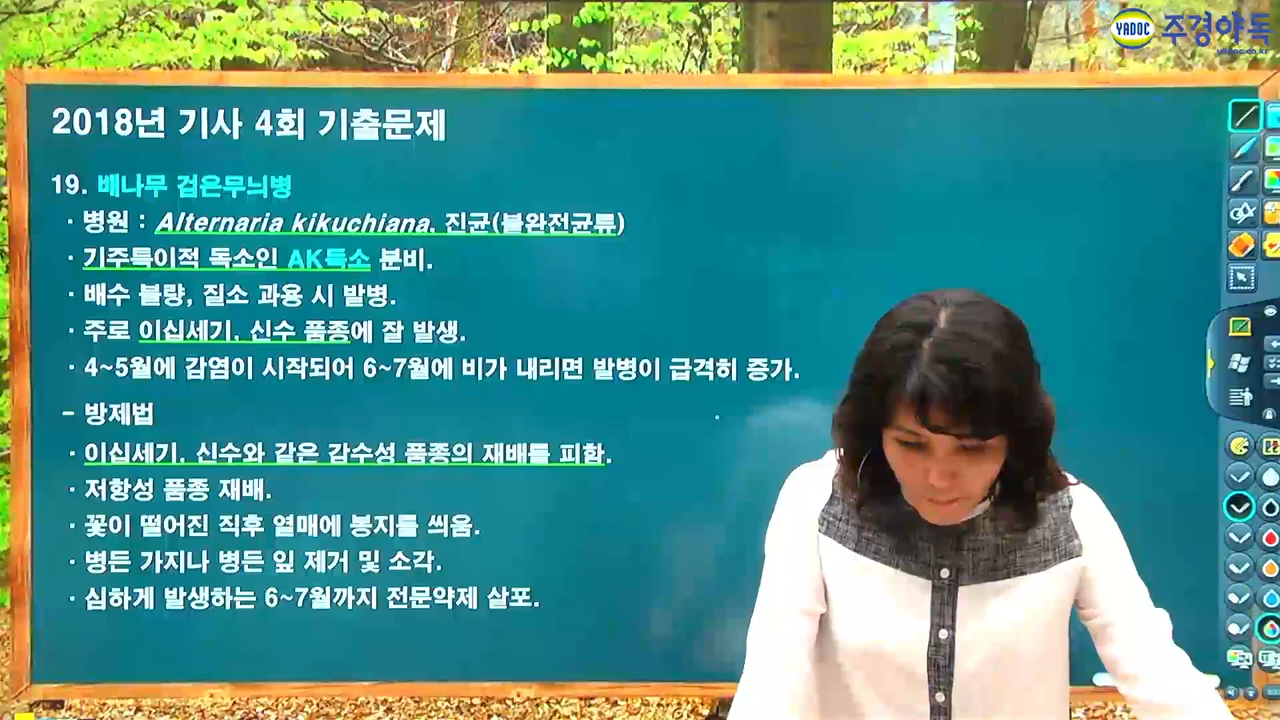 YADOC 주경야독
yadoc.co.kr
2018년 기사 4회 기출문제
19. 배나무 검은무늬병
· 병원 : Alternaria kikuchiana. 진균(불완전균류)
· 기주특이적 독소인 AK독소 분비.
· 배수 불량, 질소 과용 시 발병.
· 주로 이십세기, 신수 품종에 잘 발생.
· 4~5월에 감염이 시작되어 6~7월에 비가 내리면 발병이 급격히 증가.
- 방제법
· 이십세기, 신수와 같은 감수성 품종의 재배를 피함.
· 저항성 품종 재배.
· 꽃이 떨어진 직후 열매에 봉지를 씌움.
· 병든 가지나 병든 잎 제거 및 소각.
· 심하게 발생하는 6~7월까지 전문약제 살포.